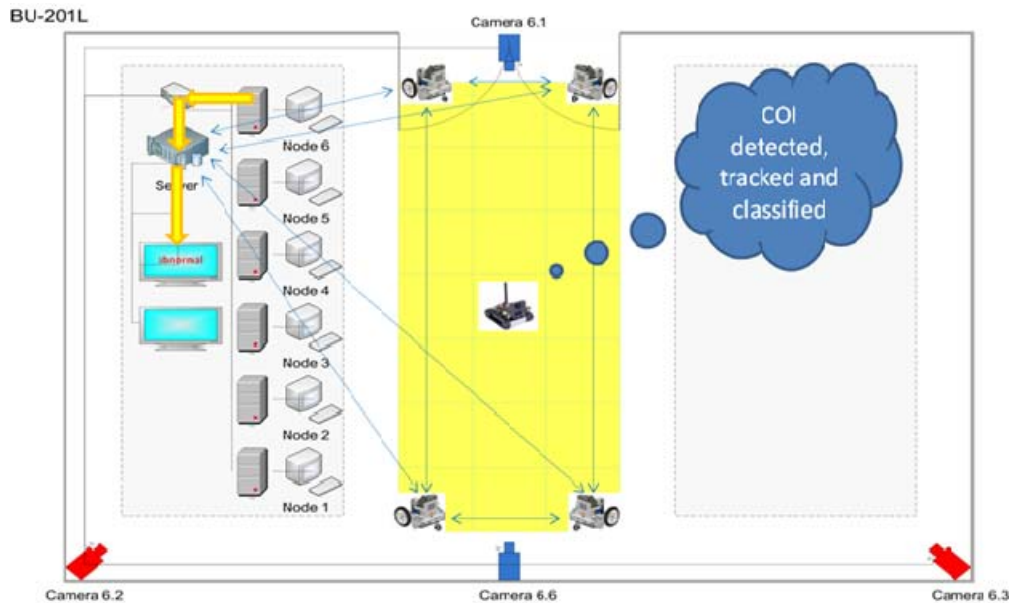 BU-201L
Camera 6.1
COI
detected,
tracked and
classified
Node 6
Server
Node 5
abnormal
Node 4
Node 3
Node 2
Node 1
Camera 6.2
Camera 6.6
Camera 6.3